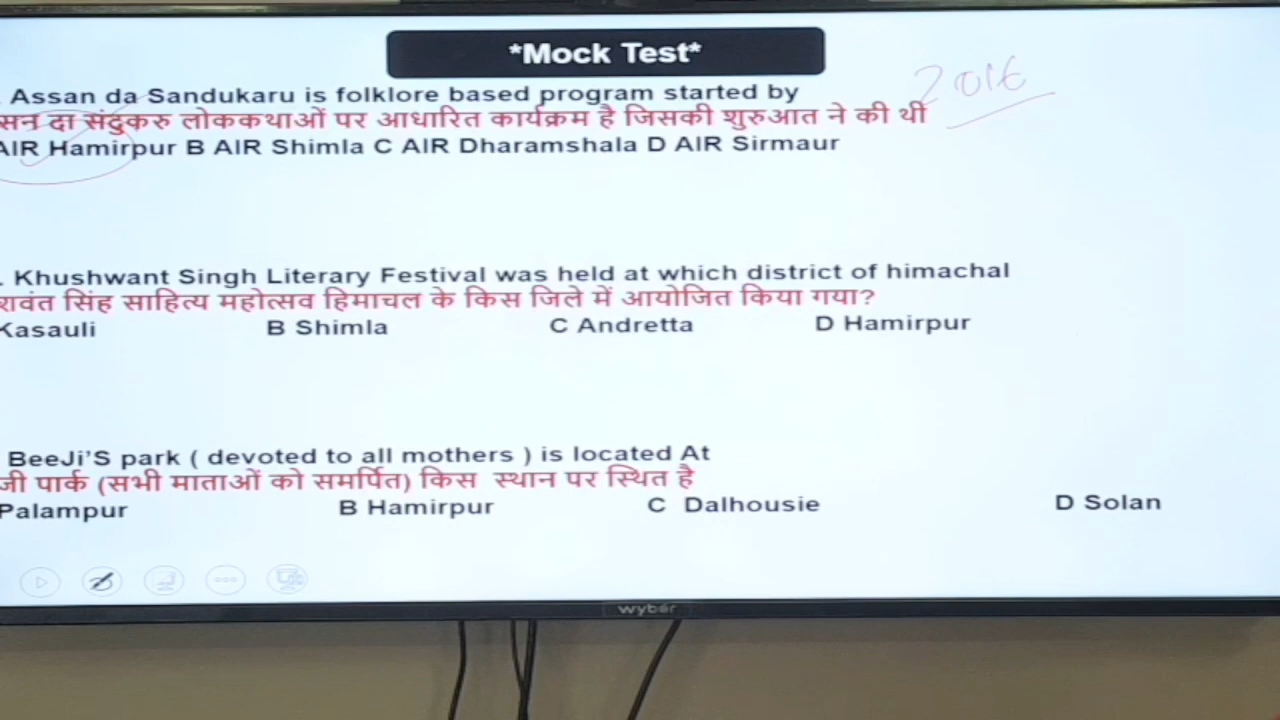 *Mock Test*
2016
. Assan da Sandukaru is folklore based program started by
सन दा संदुकरु लोककथाओं पर आधारित कार्यक्रम है जिसकी शुरुआत ने की थी
AIR Hamirpur B AIR Shimla C AIR Dharamshala D AIR Sirmaur
. Khushwant Singh Literary Festival was held at which district of himachal
शवंत सिंह साहित्य महोत्सव हिमाचल के किस जिले में आयोजित किया गया?
Kasauli B Shimla C Andretta D Hamirpur
BeeJi'S park ( devoted to all mothers ) is located At
जी पार्क (सभी माताओं को समर्पित) किस स्थान पर स्थित है
Palampur B Hamirpur C Dalhousie D Solan
wybor